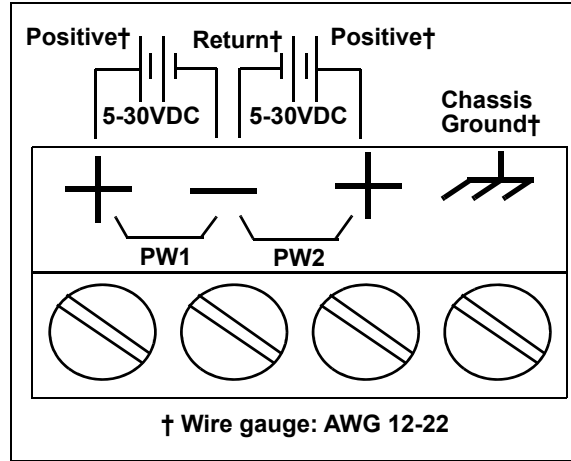 Positive† Return† Positive†
5-30VDC 5-30VDC
Chassis
Ground†
PW1 PW2
† Wire gauge: AWG 12-22